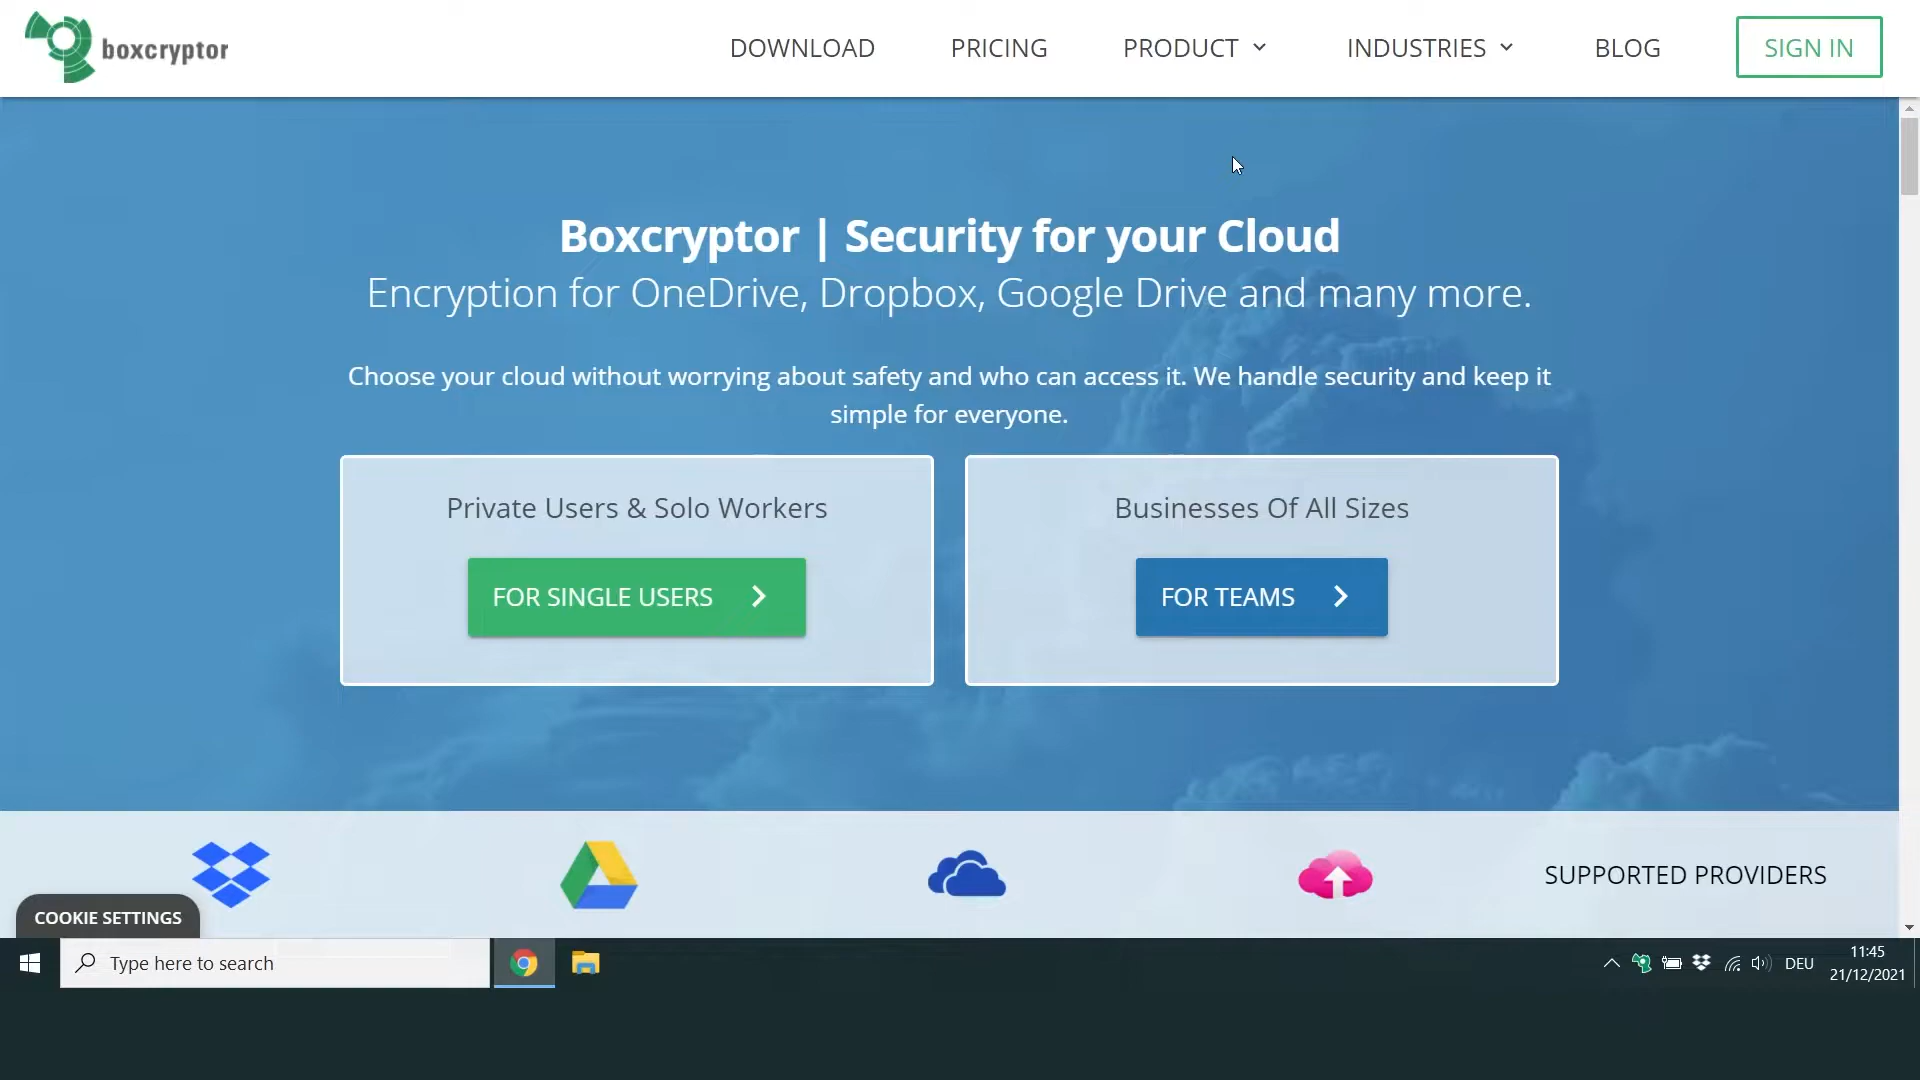 boxcryptor
DOWNLOAD
PRICING
PRODUCT
INDUSTRIES
BLOG
SIGN IN
Boxcryptor | Security for your Cloud
Encryption for OneDrive, Dropbox, Google Drive and many more.
Choose your cloud without worrying about safety and who can access it. We handle security and keep it
simple for everyone.
Private Users & Solo Workers
FOR SINGLE USERS
Businesses Of All Sizes
FOR TEAMS
SUPPORTED PROVIDERS
COOKIE SETTINGS
Type here to search
DEU
11:45
21/12/2021